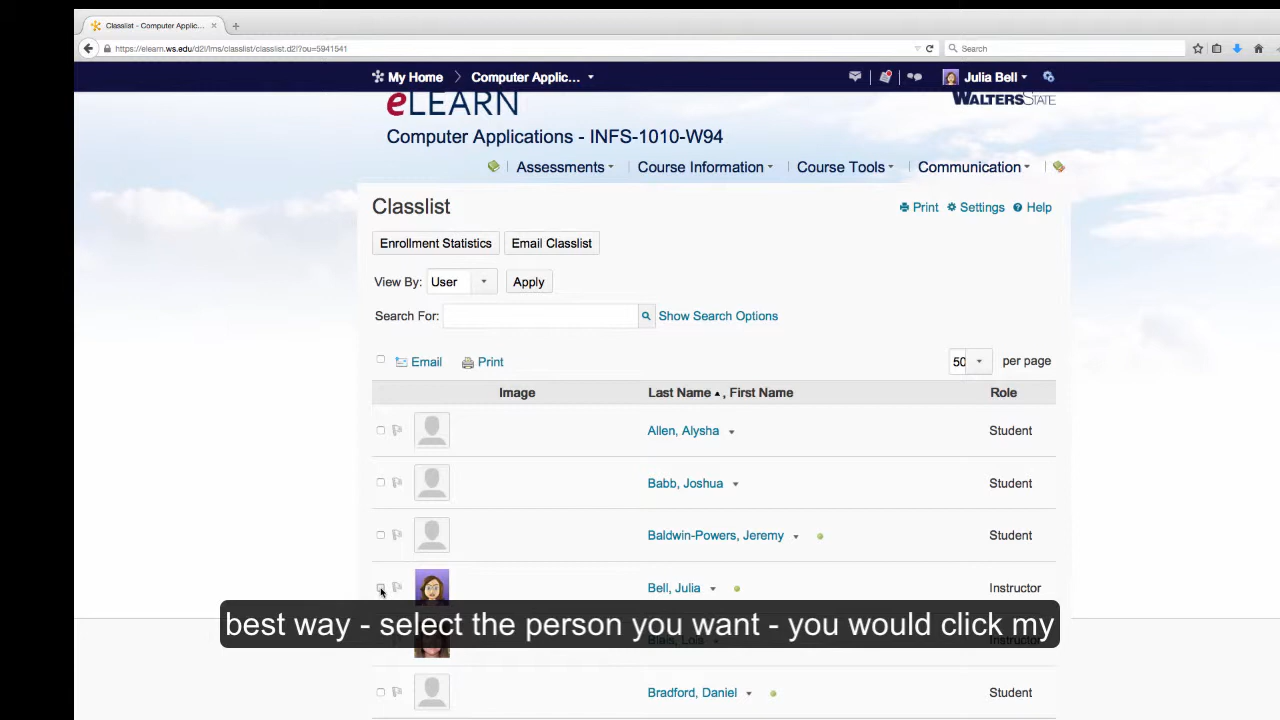 Classlist - Computer Applic...
https://elearn.ws.edu/d2l/lms/classlist/classlist.d2l?ou=5941541
Search
My Home
Computer Applic...
Julia Bell
eLEARN
WALTERS STATE
Computer Applications - INFS-1010-W94
Assessments
Course Information
Course Tools
Communication
Classlist
Print
Settings
Help
Enrollment Statistics
Email Classlist
View By: User
Apply
Search For:
Show Search Options
Email
Print
50 per page
Image
Last Name , First Name
Role
Allen, Alysha
Student
Babb, Joshua
Student
Baldwin-Powers, Jeremy
Student
Bell, Julia
Instructor
best way - select the person you want - you would click my
Instructor
Bradford, Daniel
Student